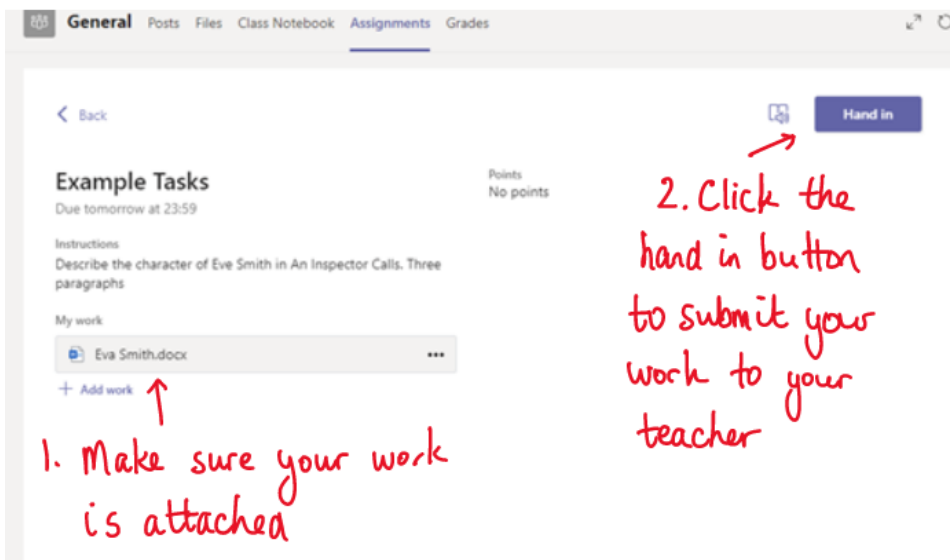 General Posts Files Class Notebook Assignments Grades
Back
Hand in
Example Tasks
Due tomorrow at 23:59
Points
No points
Instructions
Describe the character of Eve Smith in An Inspector Calls. Three
paragraphs
My work
Eva Smith.docx
+ Add work
1. Make sure your work
is attached
2. Click the
hand in button
to submit your
work to your
teacher